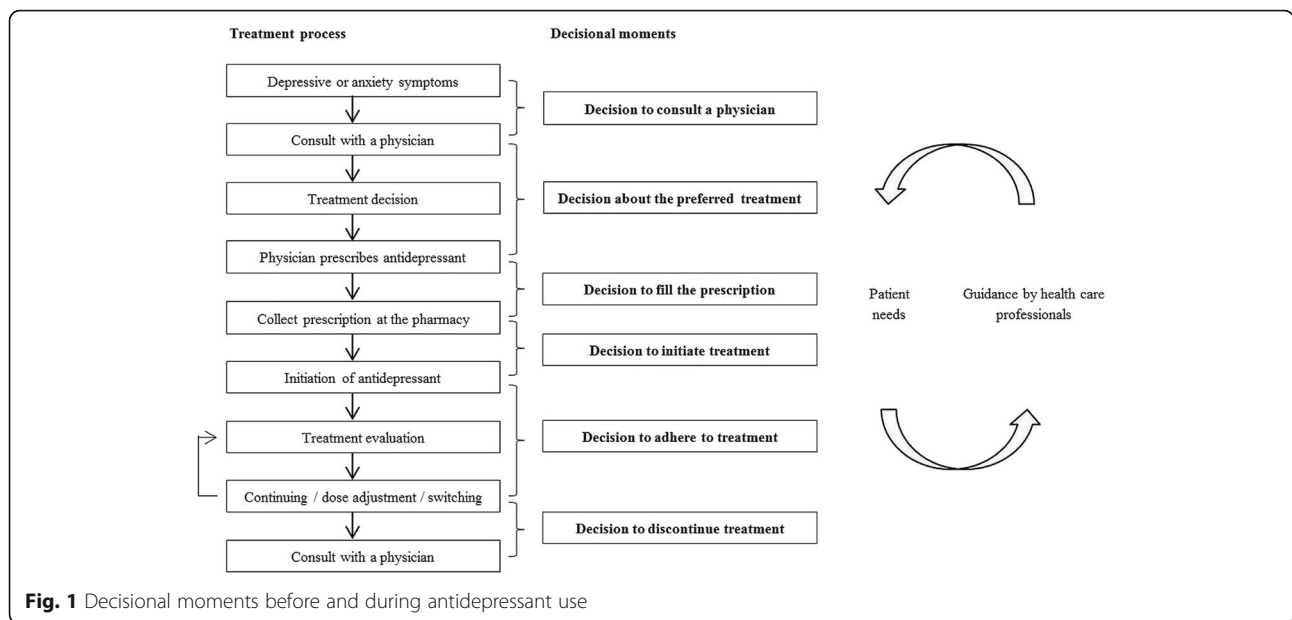 Treatment process
Decisional moments
Depressive or anxiety symptoms
Decision to consult a physician
Consult with a physician
Treatment decision
Decision about the preferred treatment
Physician prescribes antidepressant
Decision to fill the prescription
Collect prescription at the pharmacy
Decision to initiate treatment
Initiation of antidepressant
Treatment evaluation
Decision to adhere to treatment
Continuing / dose adjustment / switching
Decision to discontinue treatment
Consult with a physician
Patient
needs
Guidance by health care
professionals
Fig. 1 Decisional moments before and during antidepressant use